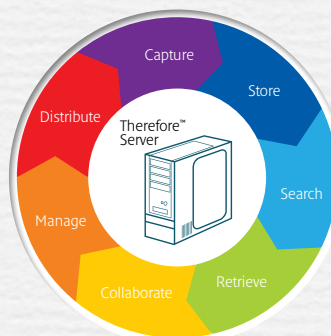 Capture
Store
Distribute
Therefore™
Server
Search
Manage
Retrieve
Collaborate